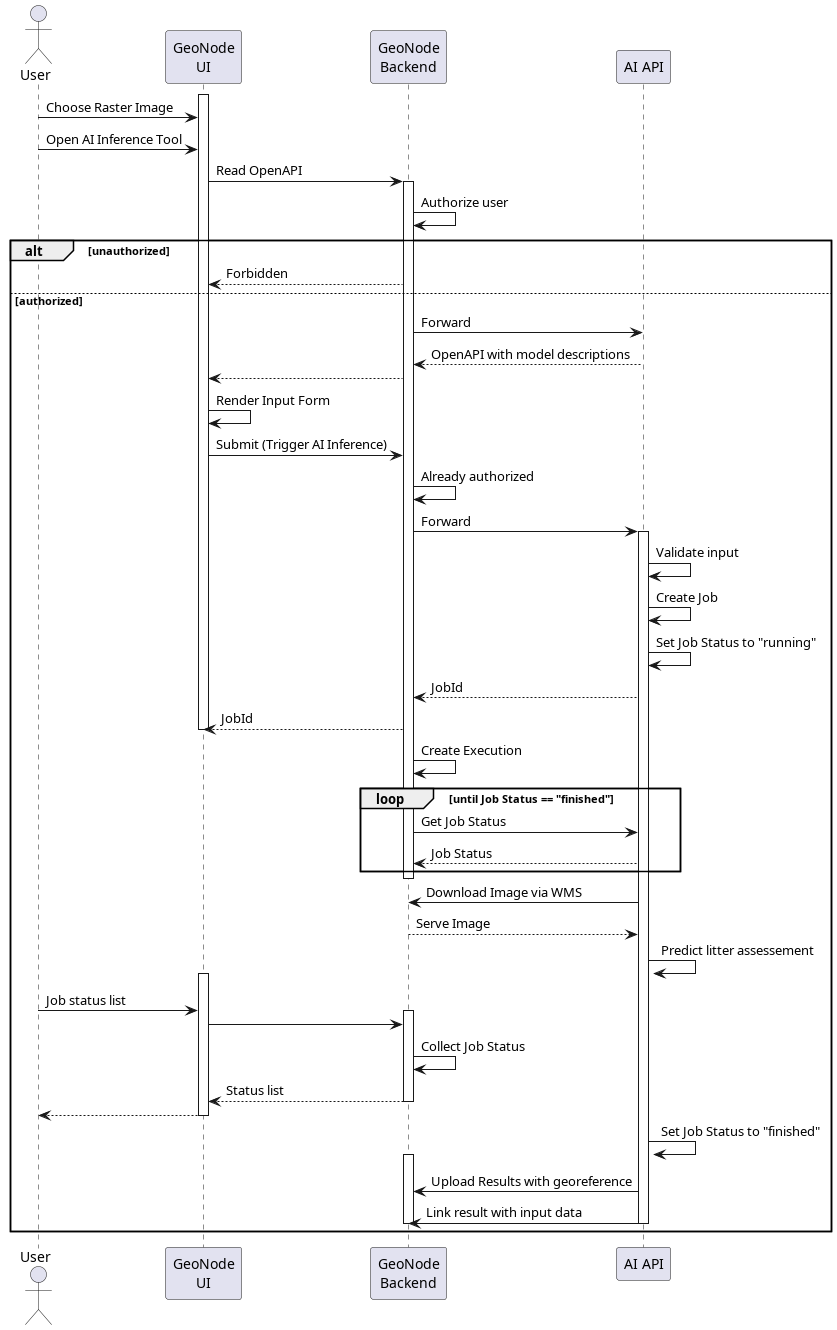 User
GeoNode
UI
GeoNode
Backend
AI API
Choose Raster Image
Open AI Inference Tool
Read OpenAPI
Authorize user
alt
[unauthorized]
Forbidden
[authorized]
Forward
OpenAPI with model descriptions
Render Input Form
Submit (Trigger AI Inference)
Already authorized
Forward
Validate input
Create Job
Set Job Status to "running"
JobId
JobId
Create Execution
loop
[until Job Status == "finished"]
Get Job Status
Job Status
Download Image via WMS
Serve Image
Predict litter assessement
Job status list
Collect Job Status
Status list
Set Job Status to "finished"
Upload Results with georeference
Link result with input data
User
GeoNode
UI
GeoNode
Backend
AI API